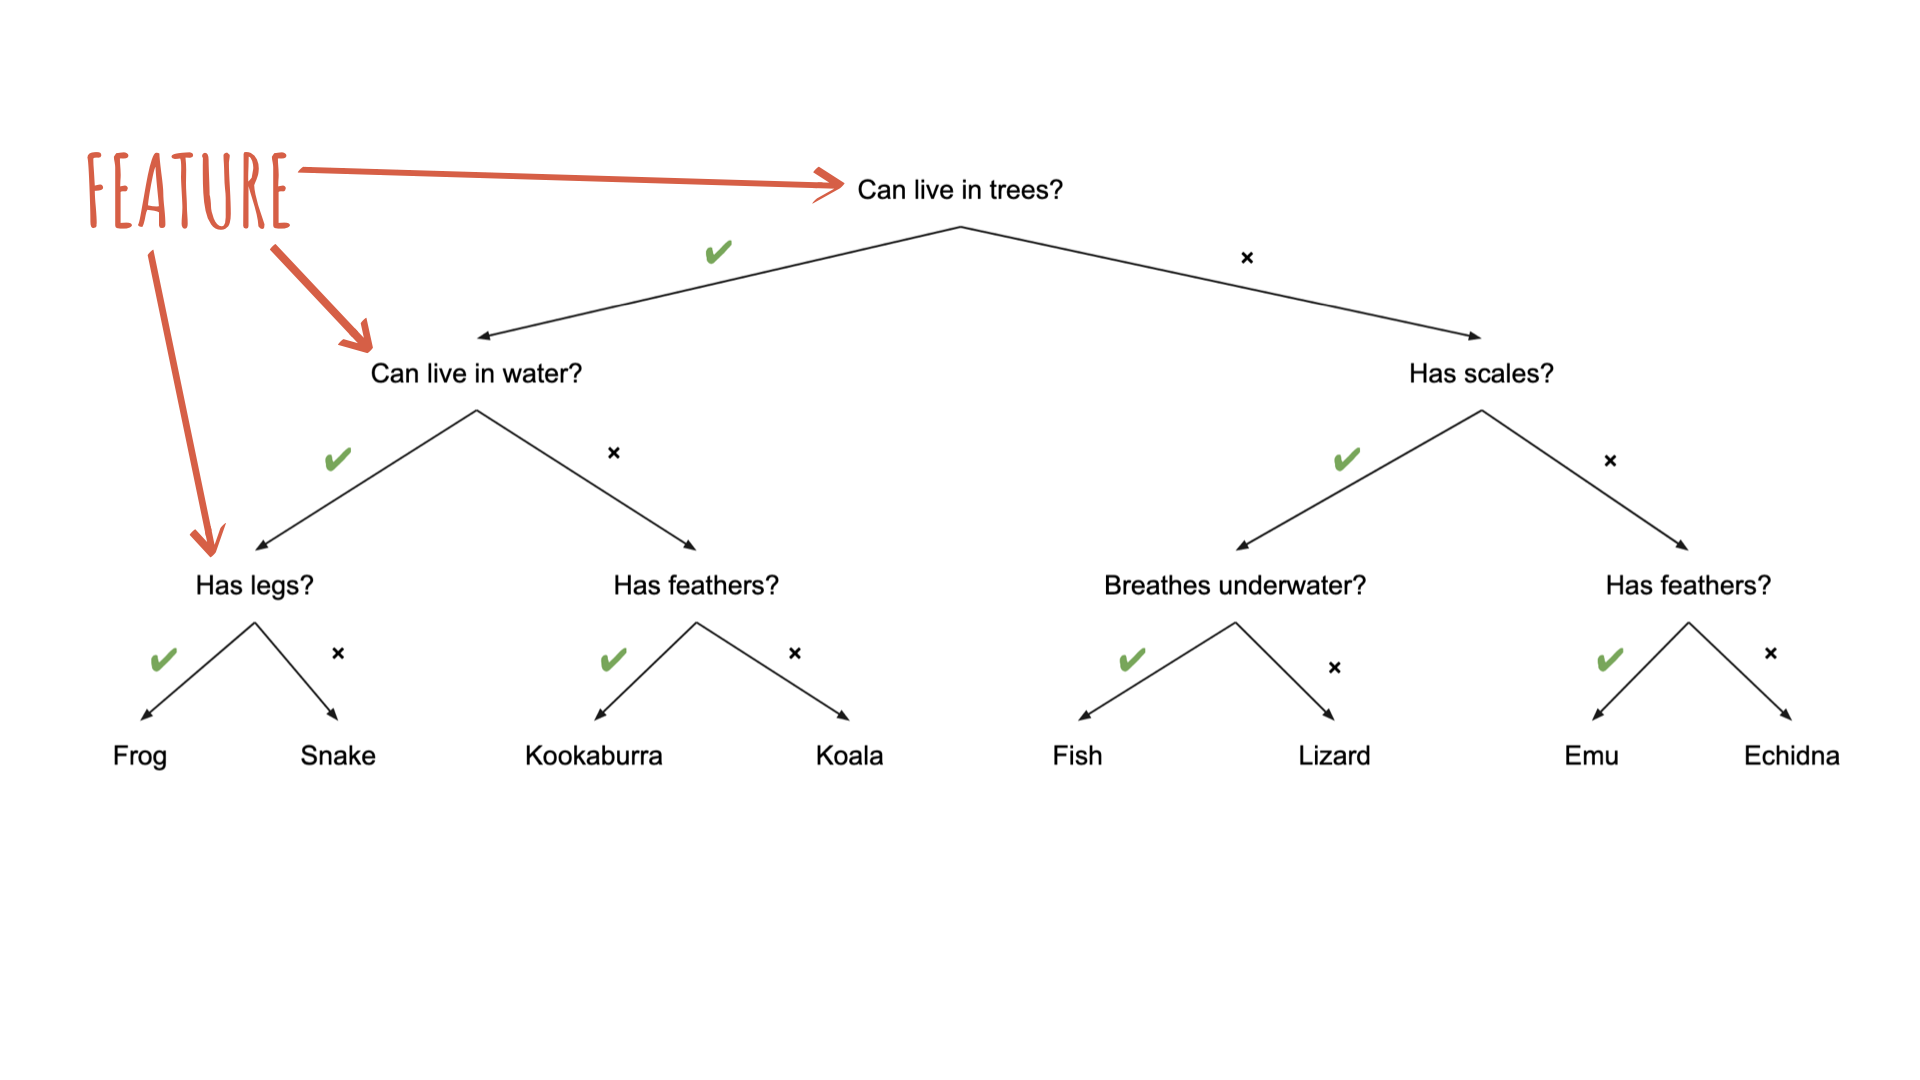 FEATURE
Can live in trees?
✔
×
Can live in water?
Has scales?
✔
×
✔
×
Has legs?
Has feathers?
Breathes underwater?
Has feathers?
✔
×
✔
×
✔
×
✔
×
Frog
Snake
Kookaburra
Koala
Fish
Lizard
Emu
Echidna